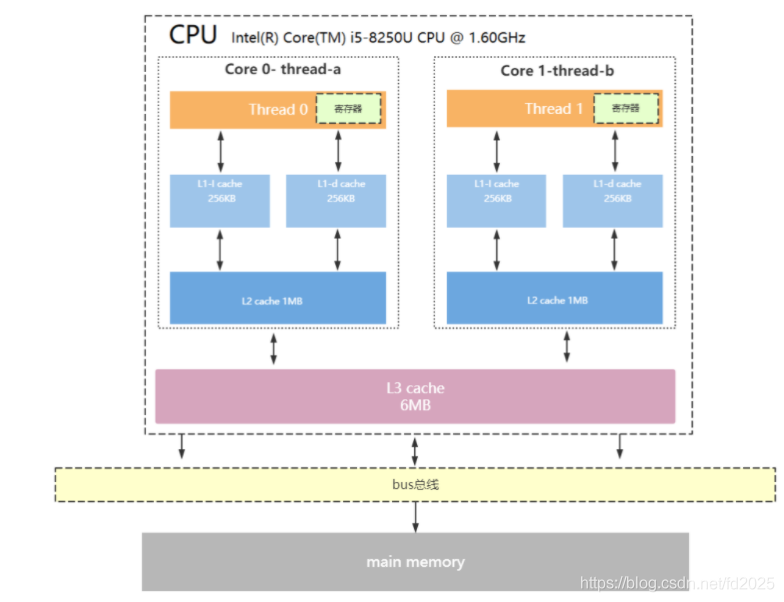 CPU Intel(R) Core(TM) i5-8250U CPU @ 1.60GHz
Core 0- thread-a
Core 1-thread-b
Thread 0
寄存器
Thread 1
寄存器
L1-I cache
256KB
L1-d cache
256KB
L1-I cache
256KB
L1-d cache
256KB
L2 cache 1MB
L2 cache 1MB
L3 cache
6MB
bus总线
main memory
https://blog.csdn.net/fd2025